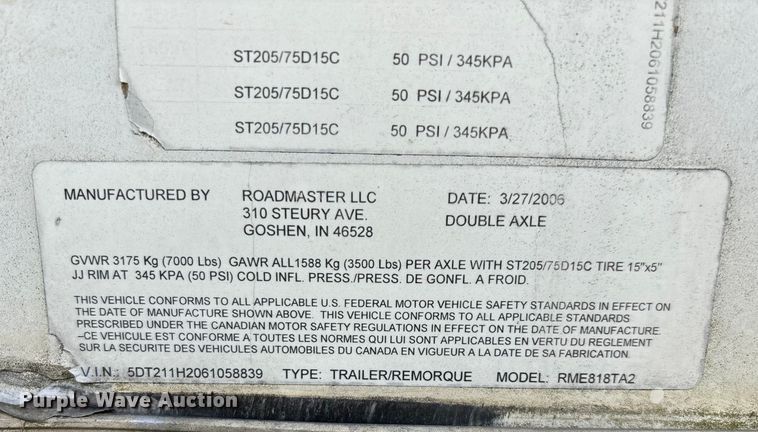 ST205/75D15C 50 PSI / 345KPA
ST205/75D15C 50 PSI / 345KPA
ST205/75D15C 50 PSI / 345KPA
211H2061058839
MANUFACTURED BY ROADMASTER LLC DATE: 3/27/2006
310 STEURY AVE. DOUBLE AXLE
GOSHEN, IN 46528
GVWR 3175 Kg (7000 Lbs) GAWR ALL1588 Kg (3500 Lbs) PER AXLE WITH ST205/75D15C TIRE 15"x5"
JJ RIM AT 345 KPA (50 PSI) COLD INFL. PRESS./PRESS. DE GONFL. A FROID.
THIS VEHICLE CONFORMS TO ALL APPLICABLE U.S. FEDERAL MOTOR VEHICLE SAFETY STANDARDS IN EFFECT ON
THE DATE OF MANUFACTURE SHOWN ABOVE. THIS VEHICLE CONFORMS TO ALL APPLICABLE STANDARDS
PRESCRIBED UNDER THE CANADIAN MOTOR SAFETY REGULATIONS IN EFFECT ON THE DATE OF MANUFACTURE.
–CE VEHICULE EST CONFORME A TOUTES LES NORMES QUI LUI SONT APPLICABLES EN VERTU DU REGLEMENT
SUR LA SECURITE DES VEHICULES AUTOMOBILES DU CANADA EN VIGUEUR A LA DATE DE SA FABRICATION.
V.I.N.: 5DT211H2061058839 TYPE: TRAILER/REMORQUE MODEL: RME818TA2
Purple Wave Auction